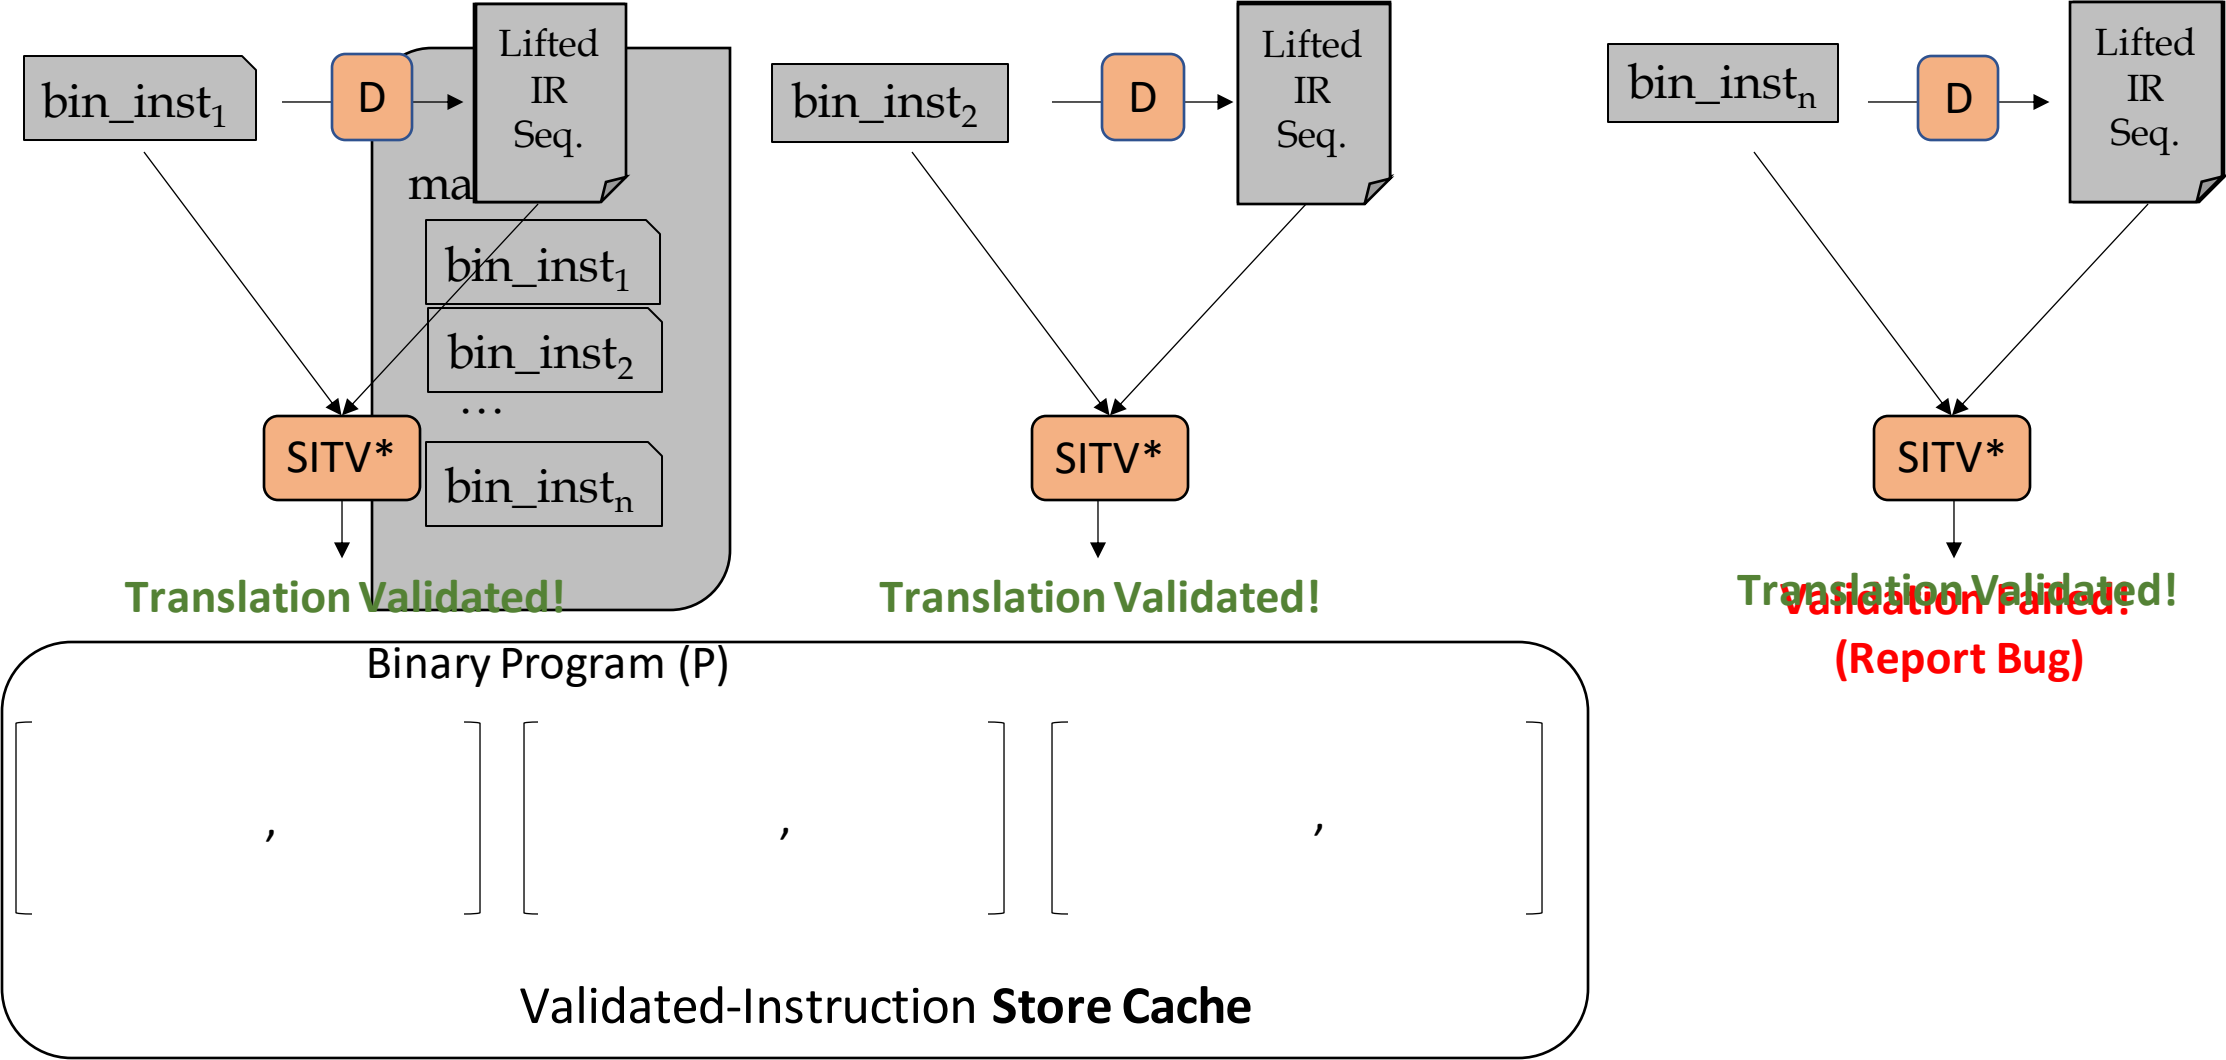 bin_inst1
D
Lifted
IR
Seq.
bin_inst2
D
Lifted
IR
Seq.
bin_instn
D
Lifted
IR
Seq.
ma
bin_inst1
bin_inst2
...
bin_instn
SITV*
SITV*
SITV*
Translation Validated!
Translation Validated!
Translation Validated!
Validation Failed!
(Report Bug)
Binary Program (P)
,
,
,
Validated-Instruction Store Cache